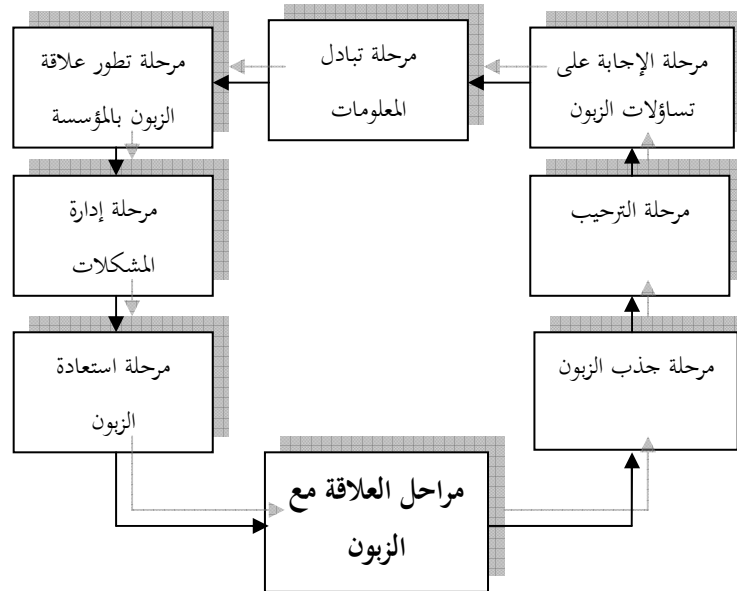 مرحلة الإجابة على
تساؤلات الزبون
مرحلة تبادل
المعلومات
مرحلة تطور علاقة
الزبون بالمؤسسة
مرحلة الترحيب
مرحلة إدارة
المشكلات
مرحلة جذب الزبون
مرحلة استعادة
الزبون
مراحل العلاقة مع
الزبون